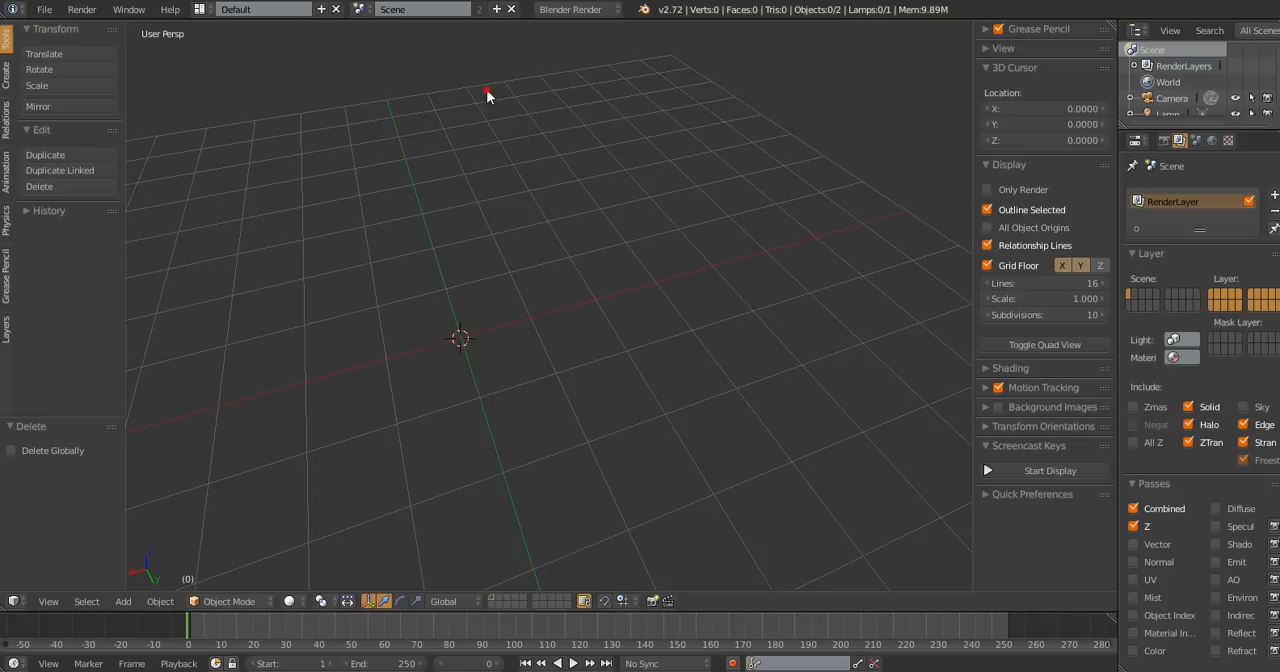 File Render Window Help Default Scene 2 Blender Render v2.72 | Verts:0 | Faces:0 | Tris:0 | Objects:0/2 | Lamps:0/1 | Mem:9.89M
Tools
Create
Relations
Animation
Physics
Grease Pencil
Layers
Transform
Translate
Rotate
Scale
Mirror
Edit
Duplicate
Duplicate Linked
Delete
History
Delete
Delete Globally
User Persp
(0)
Grease Pencil
View
3D Cursor
Location:
X: 0.0000
Y: 0.0000
Z: 0.0000
Display
Only Render
Outline Selected
All Object Origins
Relationship Lines
Grid Floor X Y Z
Lines: 16
Scale: 1.000
Subdivisions: 10
Toggle Quad View
Shading
Motion Tracking
Background Images
Transform Orientations
Screencast Keys
Start Display
Quick Preferences
View Search All Scenes
Scene
RenderLayers
World
Camera
Lamp
Scene
RenderLayer
Layer
Scene: Layer:
Mask Layer:
Light:
Materi
Include:
Zmas Solid Sky
Negat Halo Edge
All Z ZTran Stran
Freest
Passes
Combined Diffuse
Z Specul
Vector Shado
Normal Emit
UV AO
Mist Environ
Object Index Indirec
Material In... Reflect
Color Refract
View Select Add Object Object Mode Global
-50 -40 -30 -20 -10 0 10 20 30 40 50 60 70 80 90 100 110 120 130 140 150 160 170 180 190 200 210 220 230 240 250 260 270 280
View Marker Frame Playback Start: 1 End: 250 0 No Sync